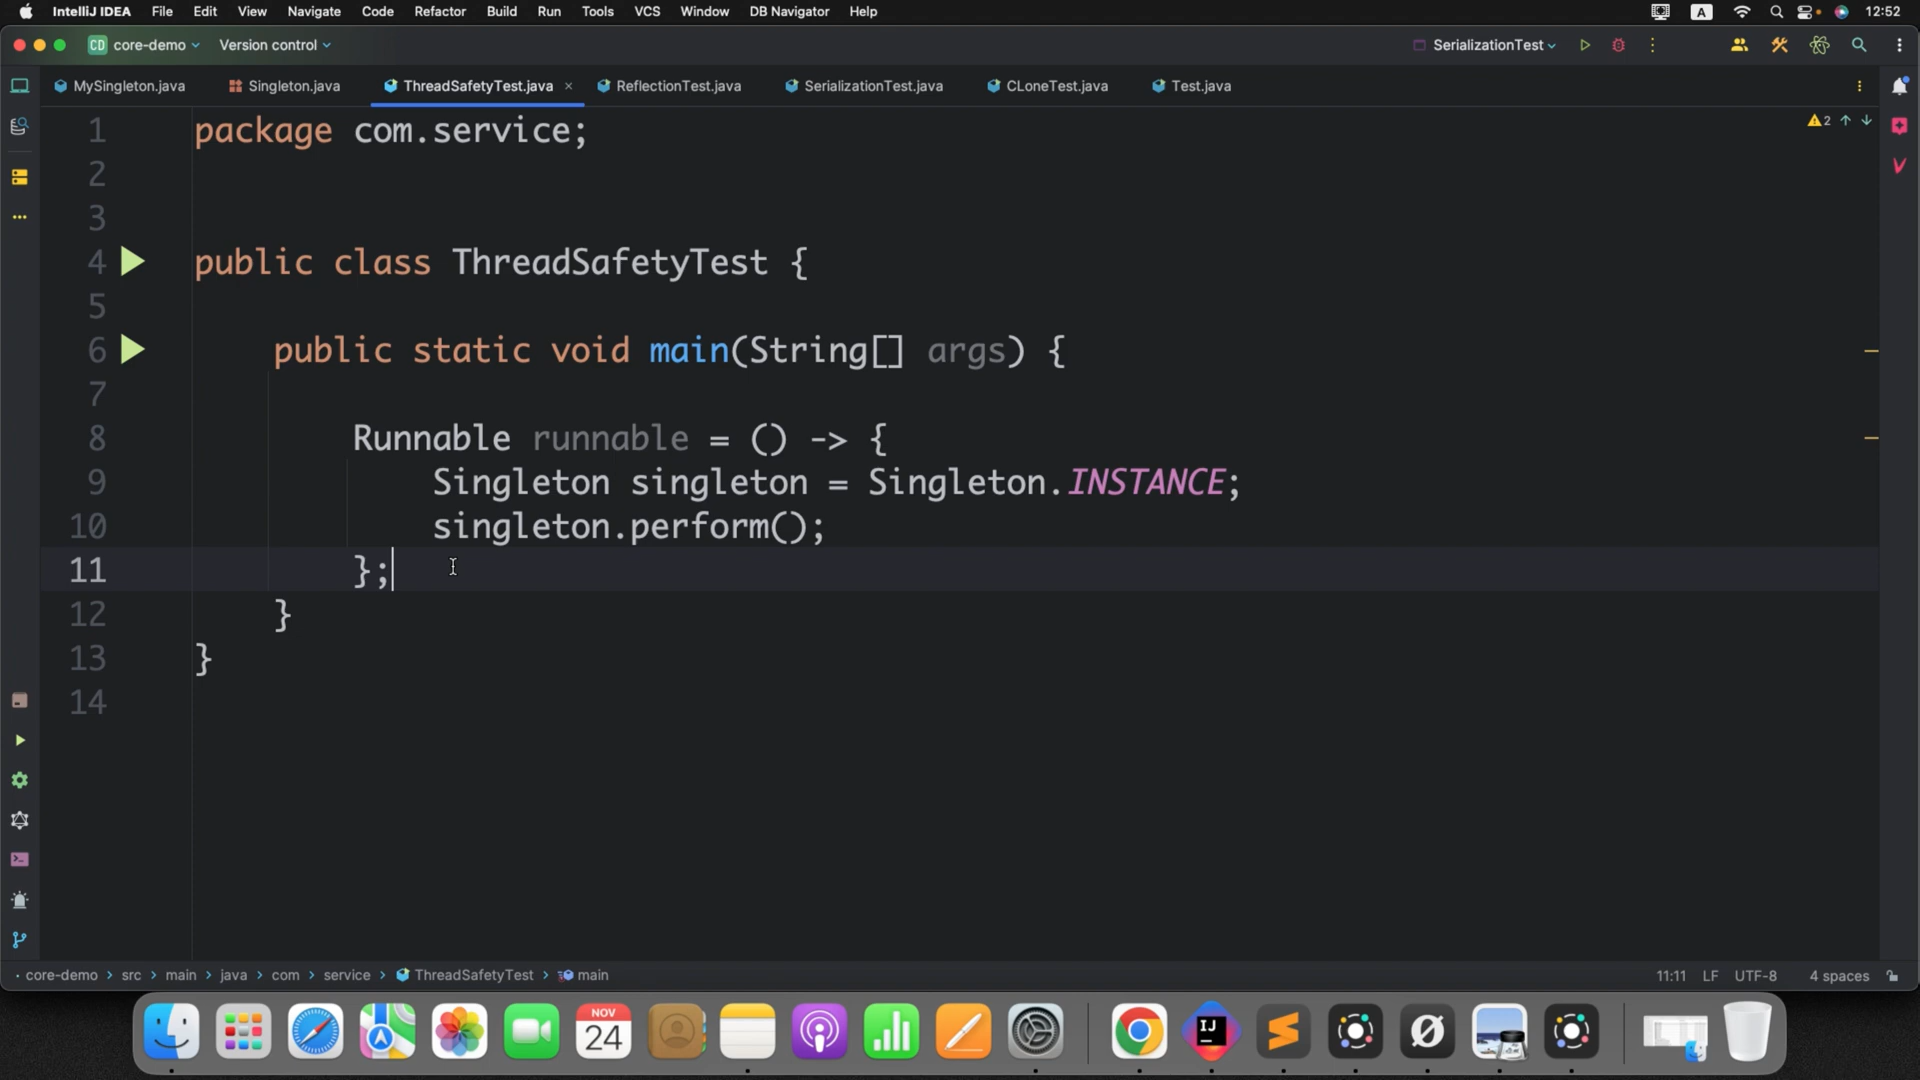 IntelliJ IDEA File Edit View Navigate Code Refactor Build Run Tools VCS Window DB Navigator Help A 12:52
CD core-demo Version control SerializationTest
MySingleton.java Singleton.java ThreadSafetyTest.java × ReflectionTest.java SerializationTest.java CLoneTest.java Test.java
1 package com.service; 2
2
3
4 public class ThreadSafetyTest {
5
6 public static void main(String[] args) {
7
8 Runnable runnable = () -> {
9 Singleton singleton = Singleton.INSTANCE;
10 singleton.perform();
11 };
12 }
13 }
14
core-demo > src > main > java > com > service > ThreadSafetyTest > main 11:11 LF UTF-8 4 spaces
NOV
24
IJ